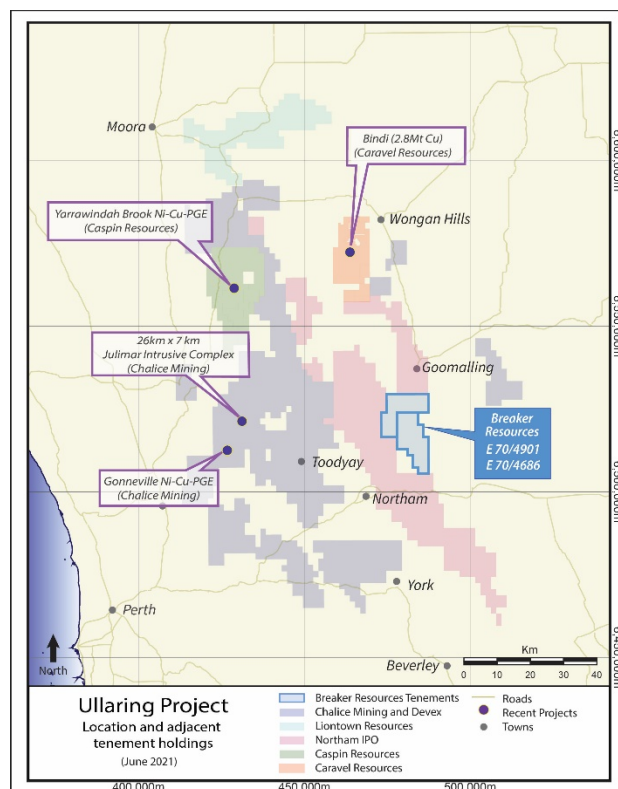 Moora
Bindi (2.8Mt Cu)
(Caravel Resources)
Yarrawindah Brook Ni-Cu-PGE
(Caspin Resources)
Wongan Hills
26km x 7 km
Julimar Intrusive Complex
(Chalice Mining)
Goomalling
Breaker
Resources
E 70/4901
E 70/4686
Toodyay
Gonneville Ni-Cu-PGE
(Chalice Mining)
Northam
York
Perth
North
Beverley
Km
0 10 20 30 40
Ullaring Project
Location and adjacent
tenement holdings
(June 2021)
Breaker Resources Tenements
Chalice Mining and Devex
Liontown Resources
Northam IPO
Caspin Resources
Caravel Resources
Roads
Recent Projects
Towns
400,000m 450,000m 500,000m